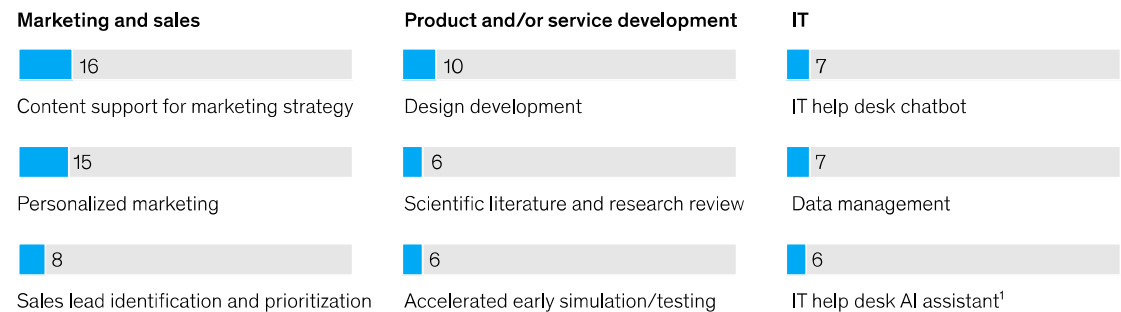 Marketing and sales
16
Content support for marketing strategy
15
Personalized marketing
8
Sales lead identification and prioritization
Product and/or service development
10
Design development
6
Scientific literature and research review
6
Accelerated early simulation/testing
IT
7
IT help desk chatbot
7
Data management
6
IT help desk AI assistant¹